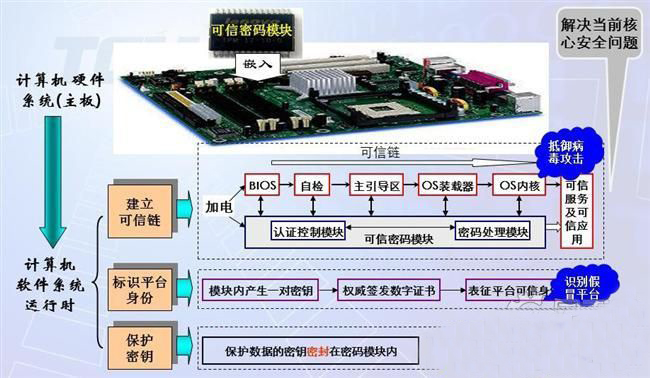 可信密码模块
嵌入
解决当前核
心安全问题
计算机 硬件
系统(主板)
可信链
抵御病
毒攻击
建立
可信链
加电
BIOS
自检
主引导区
OS装载器
OS内核
可信
服务
及可
信应
用
认证控制模块
可信密码模块
密码处理模块
计算机
软件系统
运行时
标识平台
身份
模块内产生一对密钥
权威签发数字证书
表征平台可信身
识别假
冒平台
保护
密钥
保护数据的密钥密封在密码模块内